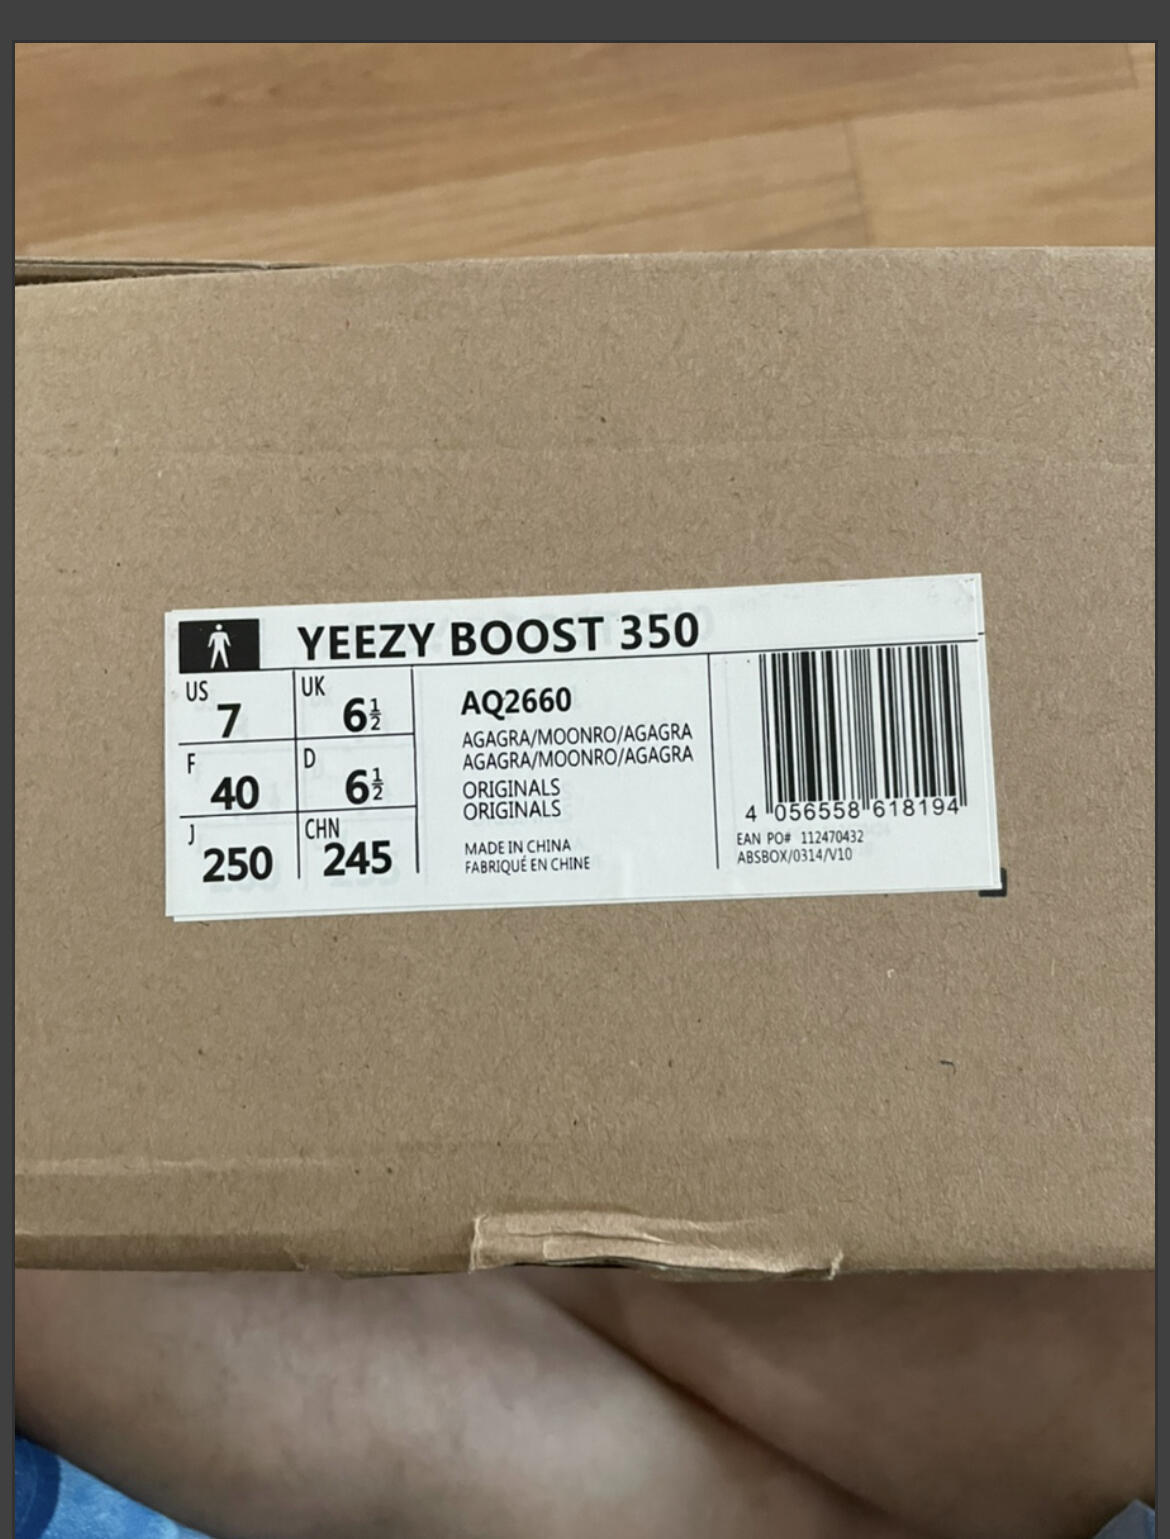 YEEZY BOOST 350
US 7 UK 6½
F 40 D 6½
J 250 CHN 245
AQ2660
AGAGRA/MOONRO/AGAGRA
AGAGRA/MOONRO/AGAGRA
ORIGINALS
ORIGINALS
MADE IN CHINA
FABRIQUÉ EN CHINE
4 056558 618194
EAN PO# 112470432
ABSBOX/0314/V10